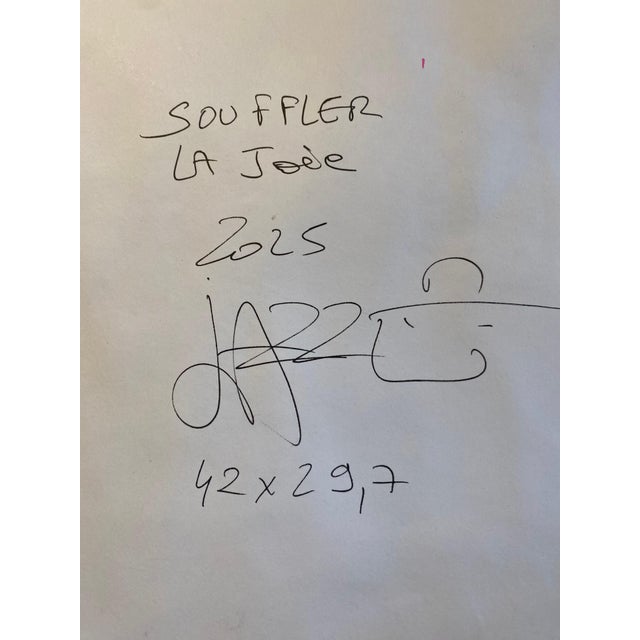 SOUFFLER
LA JOIE
2025
JAZZ
42 x 29,7